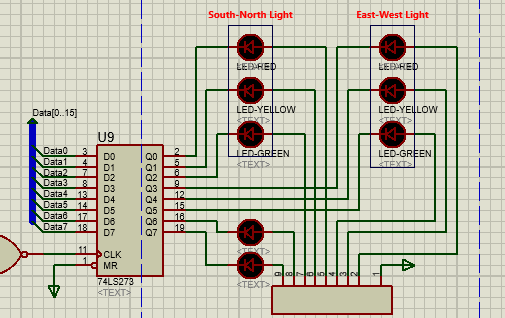 South-North Light East-West Light
LED-RED LED-RED
LED-YELLOW LED-YELLOW
<TEXT> <TEXT>
LED-GREEN LED-GREEN
<TEXT> <TEXT>
Data[0..15]
U9
Data0 3 D0 Q0 2
Data1 4 D1 Q1 5
Data2 7 D2 Q2 6
Data3 8 D3 Q3 9
Data4 13 D4 Q4 12
Data5 14 D5 Q5 15
Data6 17 D6 Q6 16
Data7 18 D7 Q7 19
11 CLK
1 MR
74LS273
<TEXT>
<TEXT>
<TEXT>
9 8 7 6 5 4 3 2 1